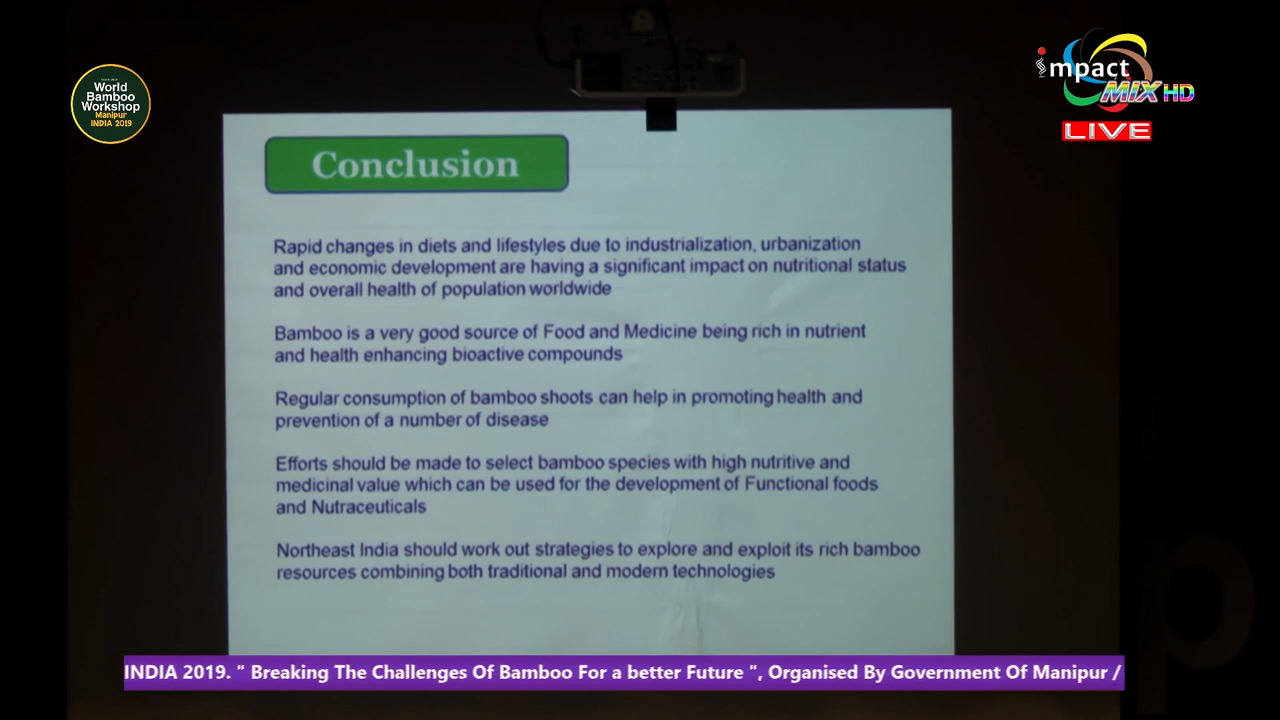 World
Bamboo
Workshop
Manipur
INDIA 2019
impact
MIX HD
LIVE
Conclusion
Rapid changes in diets and lifestyles due to industrialization, urbanization
and economic development are having a significant impact on nutritional status
and overall health of population worldwide
Bamboo is a very good source of Food and Medicine being rich in nutrient
and health enhancing bioactive compounds
Regular consumption of bamboo shoots can help in promoting health and
prevention of a number of disease
Efforts should be made to select bamboo species with high nutritive and
medicinal value which can be used for the development of Functional foods
and Nutraceuticals
Northeast India should work out strategies to explore and exploit its rich bamboo
resources combining both traditional and modern technologies
INDIA 2019. " Breaking The Challenges Of Bamboo For a better Future ", Organised By Government Of Manipur /